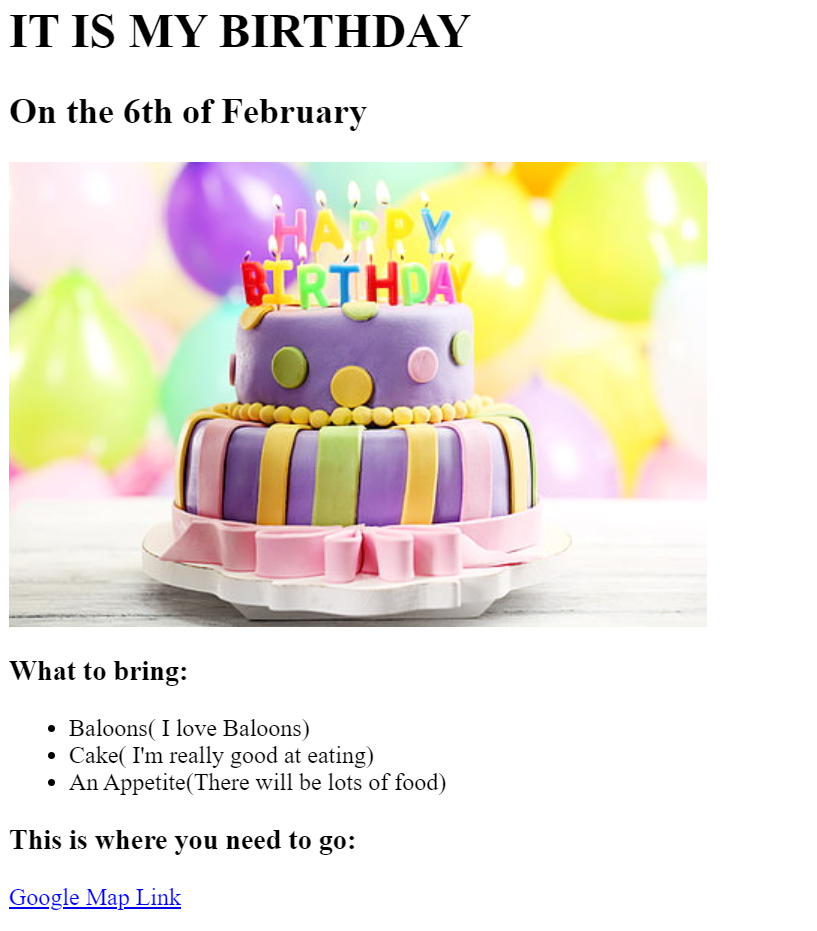 IT IS MY BIRTHDAY
On the 6th of February
HAPPY
BIRTHDAY
What to bring:
Baloons( I love Baloons)
Cake( I'm really good at eating)
An Appetite(There will be lots of food)
This is where you need to go:
Google Map Link